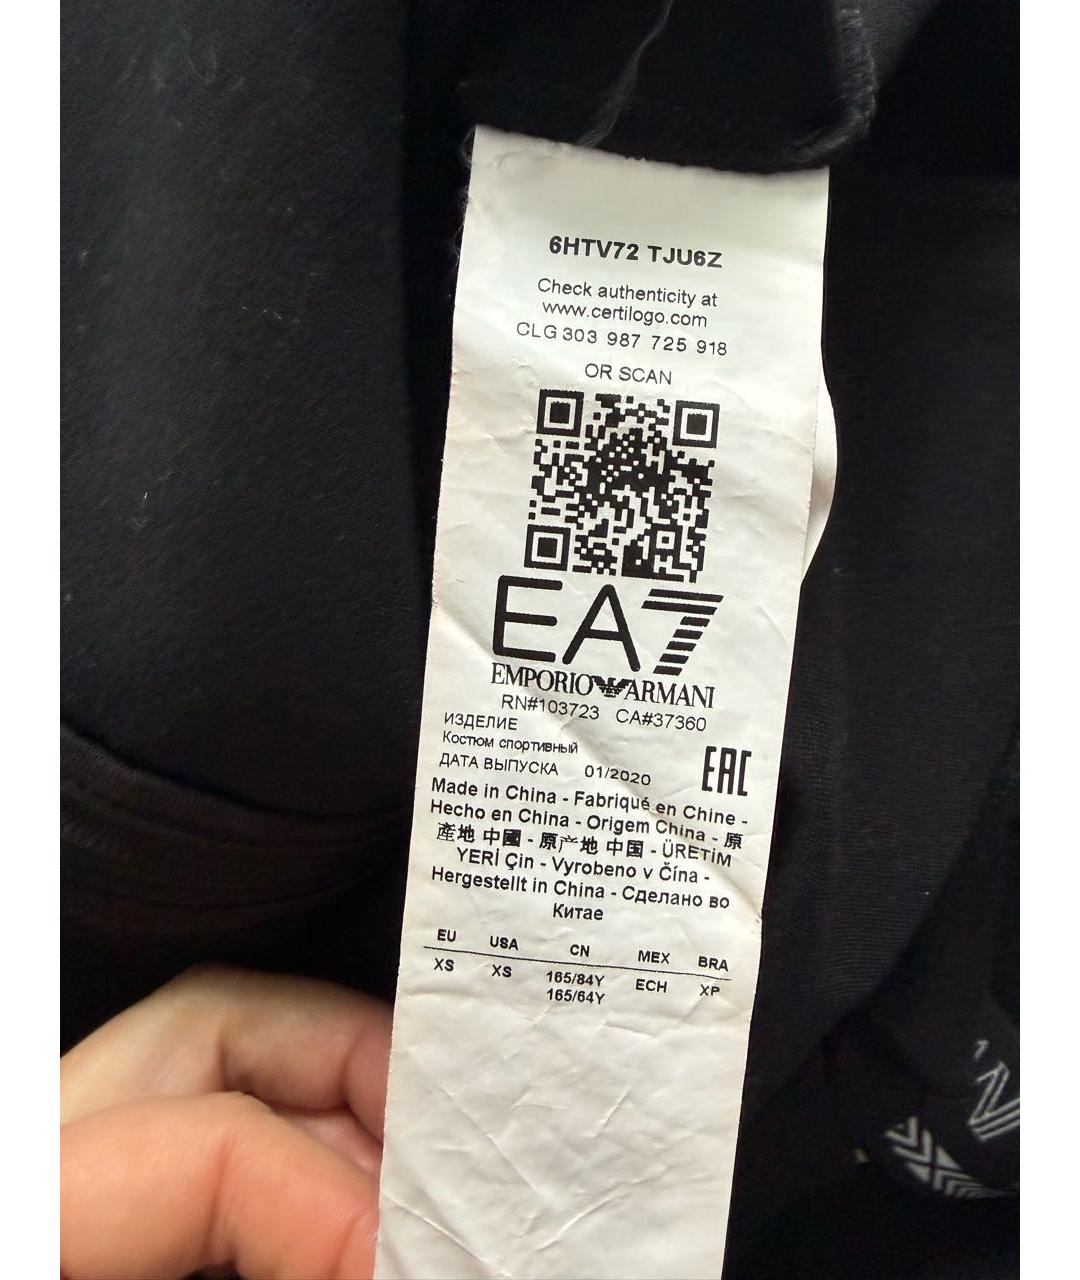 6HTV72 TJU6Z
Check authenticity at
www.certilogo.com
CLG 303 987 725 918
OR SCAN
EA7
EMPORIO ARMANI
RN#103723 CA#37360
ИЗДЕЛИЕ
Костюм спортивный
ДАТА ВЫПУСКА 01/2020
EAC
Made in China - Fabriqué en Chine -
Hecho en China - Origem China - 原
產地 中國 - 原产地 中国 - ÜRETİM
YERİ Çin - Vyrobeno v Čína -
Hergestellt in China - Сделано во
Китае
EU USA CN MEX BRA
XS XS 165/84Y ECH XP
165/64Y